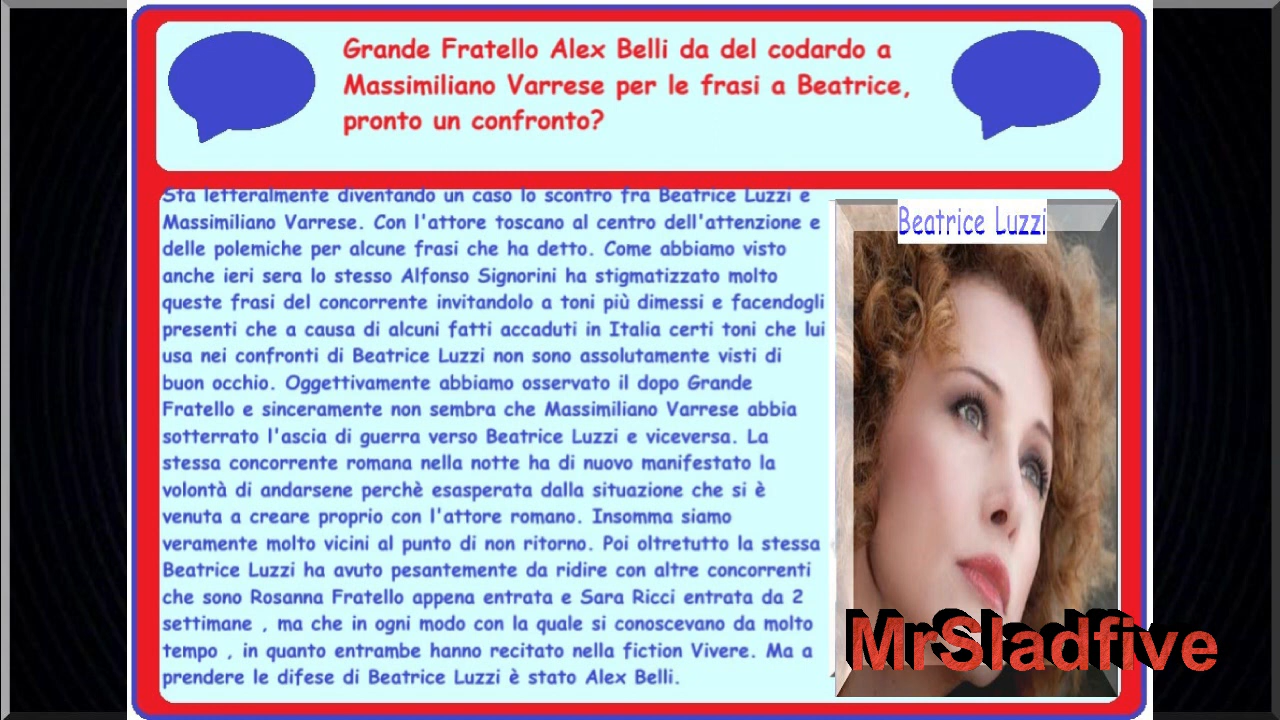 Grande Fratello Alex Belli da del codardo a
Massimiliano Varrese per le frasi a Beatrice,
pronto un confronto?
Sta letteralmente diventando un caso lo scontro fra Beatrice Luzzi e
Massimiliano Varrese. Con l'attore toscano al centro dell'attenzione e
delle polemiche per alcune frasi che ha detto. Come abbiamo visto
anche ieri sera lo stesso Alfonso Signorini ha stigmatizzato molto
queste frasi del concorrente invitandolo a toni più dimessi e facendogli
presenti che a causa di alcuni fatti accaduti in Italia certi toni che lui
usa nei confronti di Beatrice Luzzi non sono assolutamente visti di
buon occhio. Oggettivamente abbiamo osservato il dopo Grande
Fratello e sinceramente non sembra che Massimiliano Varrese abbia
sotterrato l'ascia di guerra verso Beatrice Luzzi e viceversa. La
stessa concorrente romana nella notte ha di nuovo manifestato la
volontà di andarsene perchè esasperata dalla situazione che si è
venuta a creare proprio con l'attore romano. Insomma siamo
veramente molto vicini al punto di non ritorno. Poi oltretutto la stessa
Beatrice Luzzi ha avuto pesantemente da ridire con altre concorrenti
che sono Rosanna Fratello appena entrata e Sara Ricci entrata da 2
settimane , ma che in ogni modo con la quale si conoscevano da molto
tempo , in quanto entrambe hanno recitato nella fiction Vivere. Ma a
prendere le difese di Beatrice Luzzi è stato Alex Belli.
Beatrice Luzzi
MrSladfive